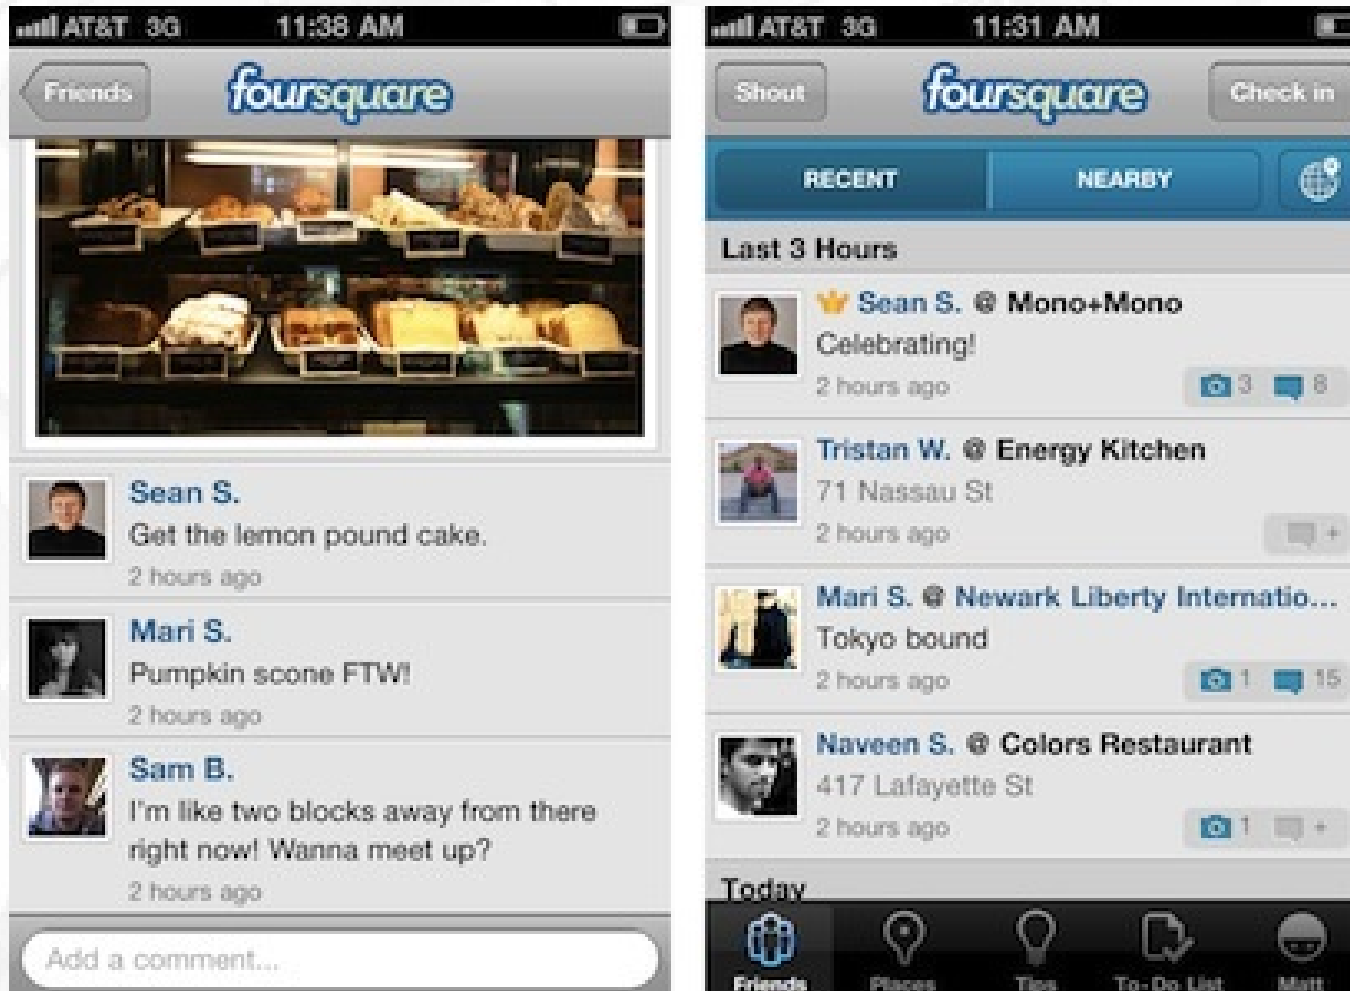 AT&T 3G 11:38 AM
Friends foursquare
Sean S.
Get the lemon pound cake.
2 hours ago
Mari S.
Pumpkin scone FTW!
2 hours ago
Sam B.
I'm like two blocks away from there
right now! Wanna meet up?
2 hours ago
Add a comment...
AT&T 3G 11:31 AM
Shout foursquare Check in
RECENT NEARBY
Last 3 Hours
Sean S. @ Mono+Mono
Celebrating!
2 hours ago 3 8
Tristan W. @ Energy Kitchen
71 Nassau St
2 hours ago +
Mari S. @ Newark Liberty Internatio...
Tokyo bound
2 hours ago 1 15
Naveen S. @ Colors Restaurant
417 Lafayette St
2 hours ago 1 +
Today
Friends Places Tips To-Do List Matt